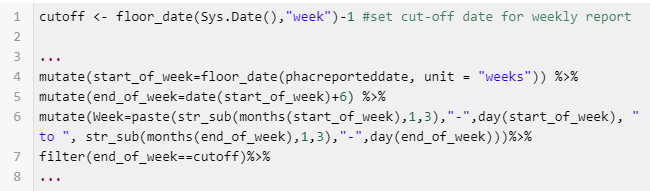 1 cutoff <- floor_date(Sys.Date(),"week")-1 #set cut-off date for weekly report
2
3 ...
4 mutate(start_of_week=floor_date(phacreporteddate, unit = "weeks")) %>%
5 mutate(end_of_week=date(start_of_week)+6) %>%
6 mutate(Week=paste(str_sub(months(start_of_week),1,3),"-",day(start_of_week), "
to ", str_sub(months(end_of_week),1,3),"-",day(end_of_week)))%>%
7 filter(end_of_week==cutoff)%>%
8 ...